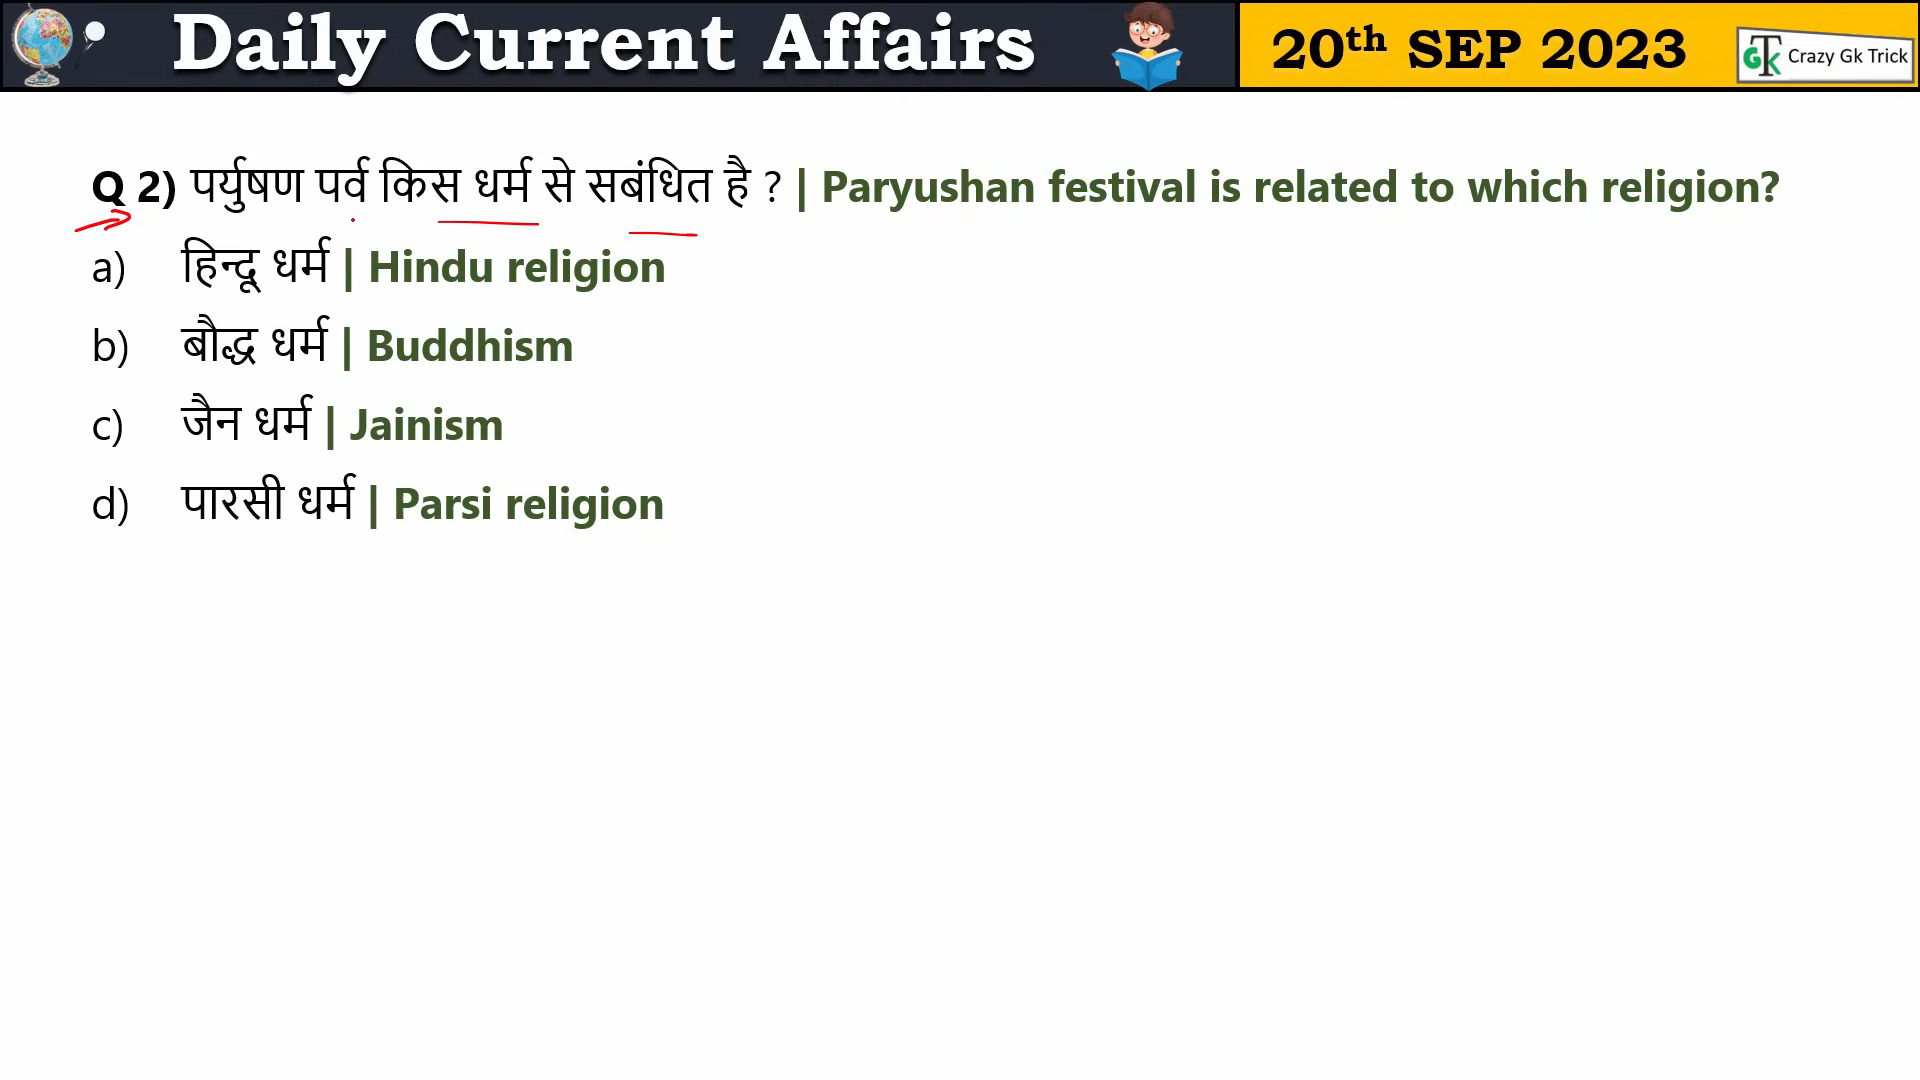 Daily Current Affairs
20th SEP 2023
GTK Crazy Gk Trick
Q 2) पर्युषण पर्व किस धर्म से सबंधित है ? | Paryushan festival is related to which religion?
a) हिन्दू धर्म | Hindu religion
b) बौद्ध धर्म | Buddhism
c) जैन धर्म | Jainism
d) पारसी धर्म | Parsi religion